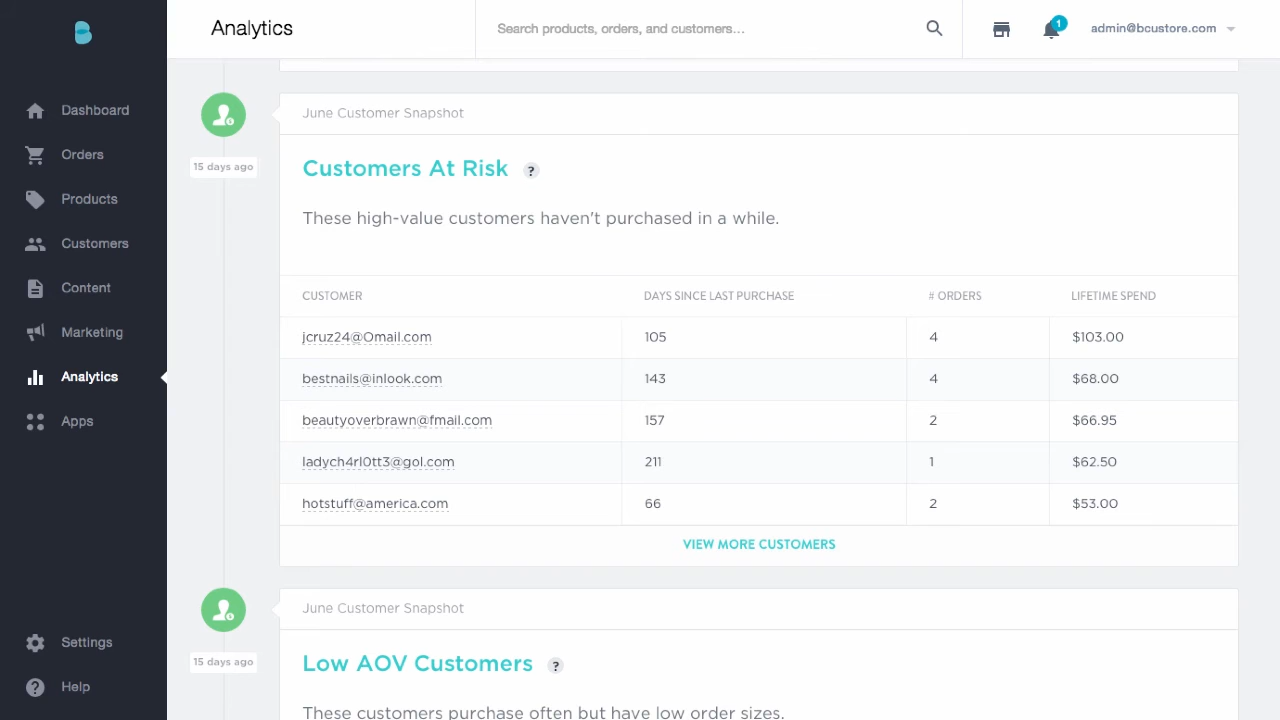 Analytics
Search products, orders, and customers...
1
admin@bcustore.com
Dashboard
Orders
Products
Customers
Content
Marketing
Analytics
Apps
Settings
Help
June Customer Snapshot
15 days ago
Customers At Risk ?
These high-value customers haven't purchased in a while.
CUSTOMER DAYS SINCE LAST PURCHASE # ORDERS LIFETIME SPEND
jcruz24@Omail.com 105 4 $103.00
bestnails@inlook.com 143 4 $68.00
beautyoverbrawn@fmail.com 157 2 $66.95
ladych4rl0tt3@gol.com 211 1 $62.50
hotstuff@america.com 66 2 $53.00
VIEW MORE CUSTOMERS
June Customer Snapshot
15 days ago
Low AOV Customers ?
These customers purchase often but have low order sizes.